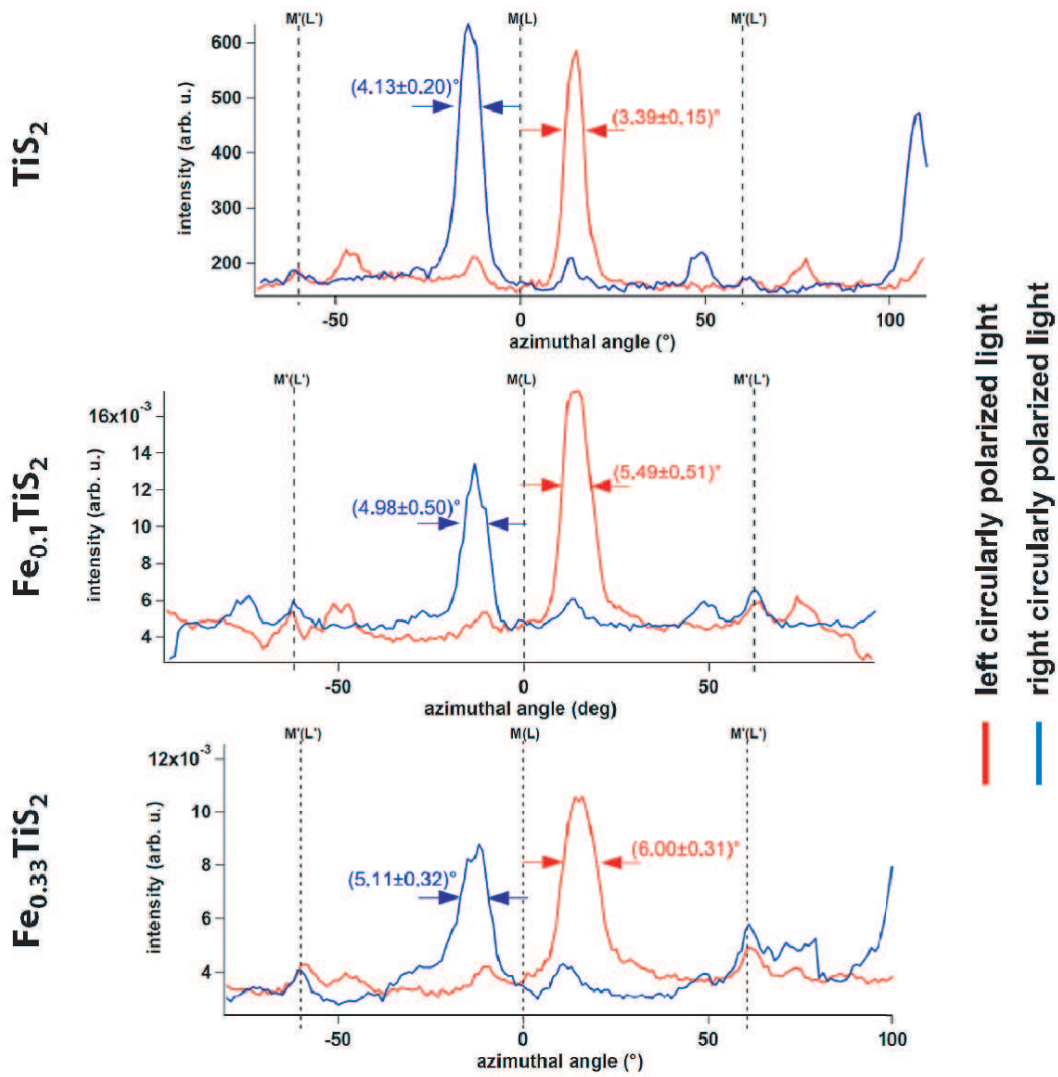 TiS2
M'(L')
M(L)
M'(L')
600
500
400
300
200
intensity (arb. u.)
(4.13±0.20)°
(3.39±0.15)°
-50
0
50
100
azimuthal angle (°)
Fe0.1TiS2
M'(L')
M(L)
M'(L')
16x10-3
14
12
10
8
6
4
intensity (arb. u.)
(4.98±0.50)°
(5.49±0.51)°
-50
0
50
azimuthal angle (deg)
Fe0.33TiS2
M'(L')
M(L)
M'(L')
12x10-3
10
8
6
4
intensity (arb. u.)
(5.11±0.32)°
(6.00±0.31)°
-50
0
50
100
azimuthal angle (°)
left circularly polarized light
right circularly polarized light